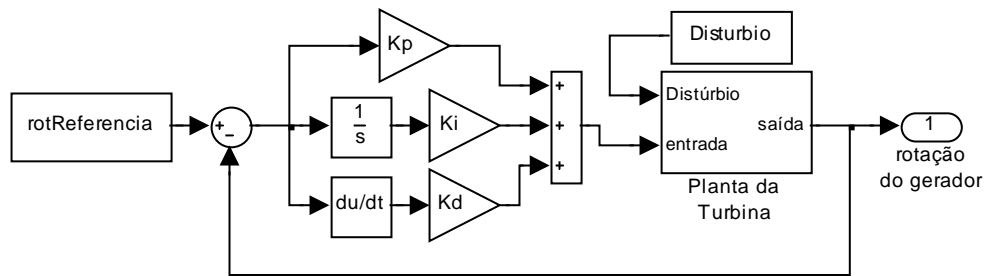 Disturbio
Kp
rotReferencia
+
−
1
s
Ki
du/dt
Kd
+
+
+
Distúrbio
entrada
saída
Planta da
Turbina
1
rotação
do gerador